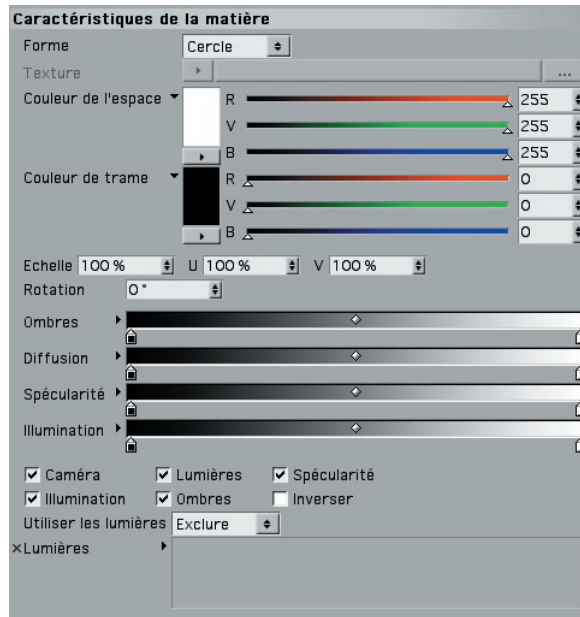 Caractéristiques de la matière
Forme Cercle
Texture ...
Couleur de l'espace R 255
V 255
B 255
Couleur de trame R 0
V 0
B 0
Echelle 100 % U 100 % V 100 %
Rotation 0 °
Ombres
Diffusion
Spécularité
Illumination
Caméra Lumières Spécularité
Illumination Ombres Inverser
Utiliser les lumières Exclure
×Lumières